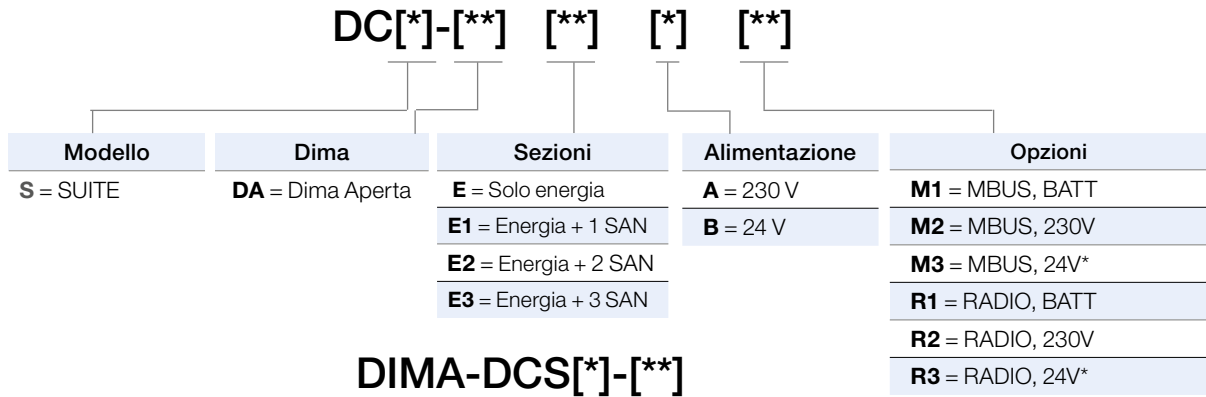 DC[*]-[**] [**] [*] [**]
Modello
S = SUITE
Dima
DA = Dima Aperta
Sezioni
E = Solo energia
E1 = Energia + 1 SAN
E2 = Energia + 2 SAN
E3 = Energia + 3 SAN
Alimentazione
A = 230 V
B = 24 V
Opzioni
M1 = MBUS, BATT
M2 = MBUS, 230V
M3 = MBUS, 24V*
R1 = RADIO, BATT
R2 = RADIO, 230V
R3 = RADIO, 24V*
DIMA-DCS[*]-[**]